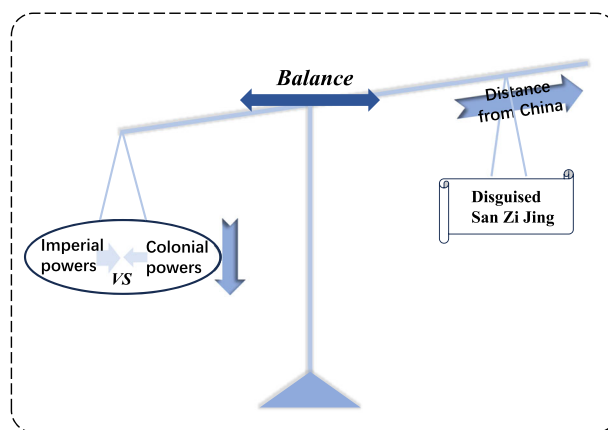 Balance
Distance
from China
Disguised
San Zi Jing
Imperial
powers
VS
Colonial
powers